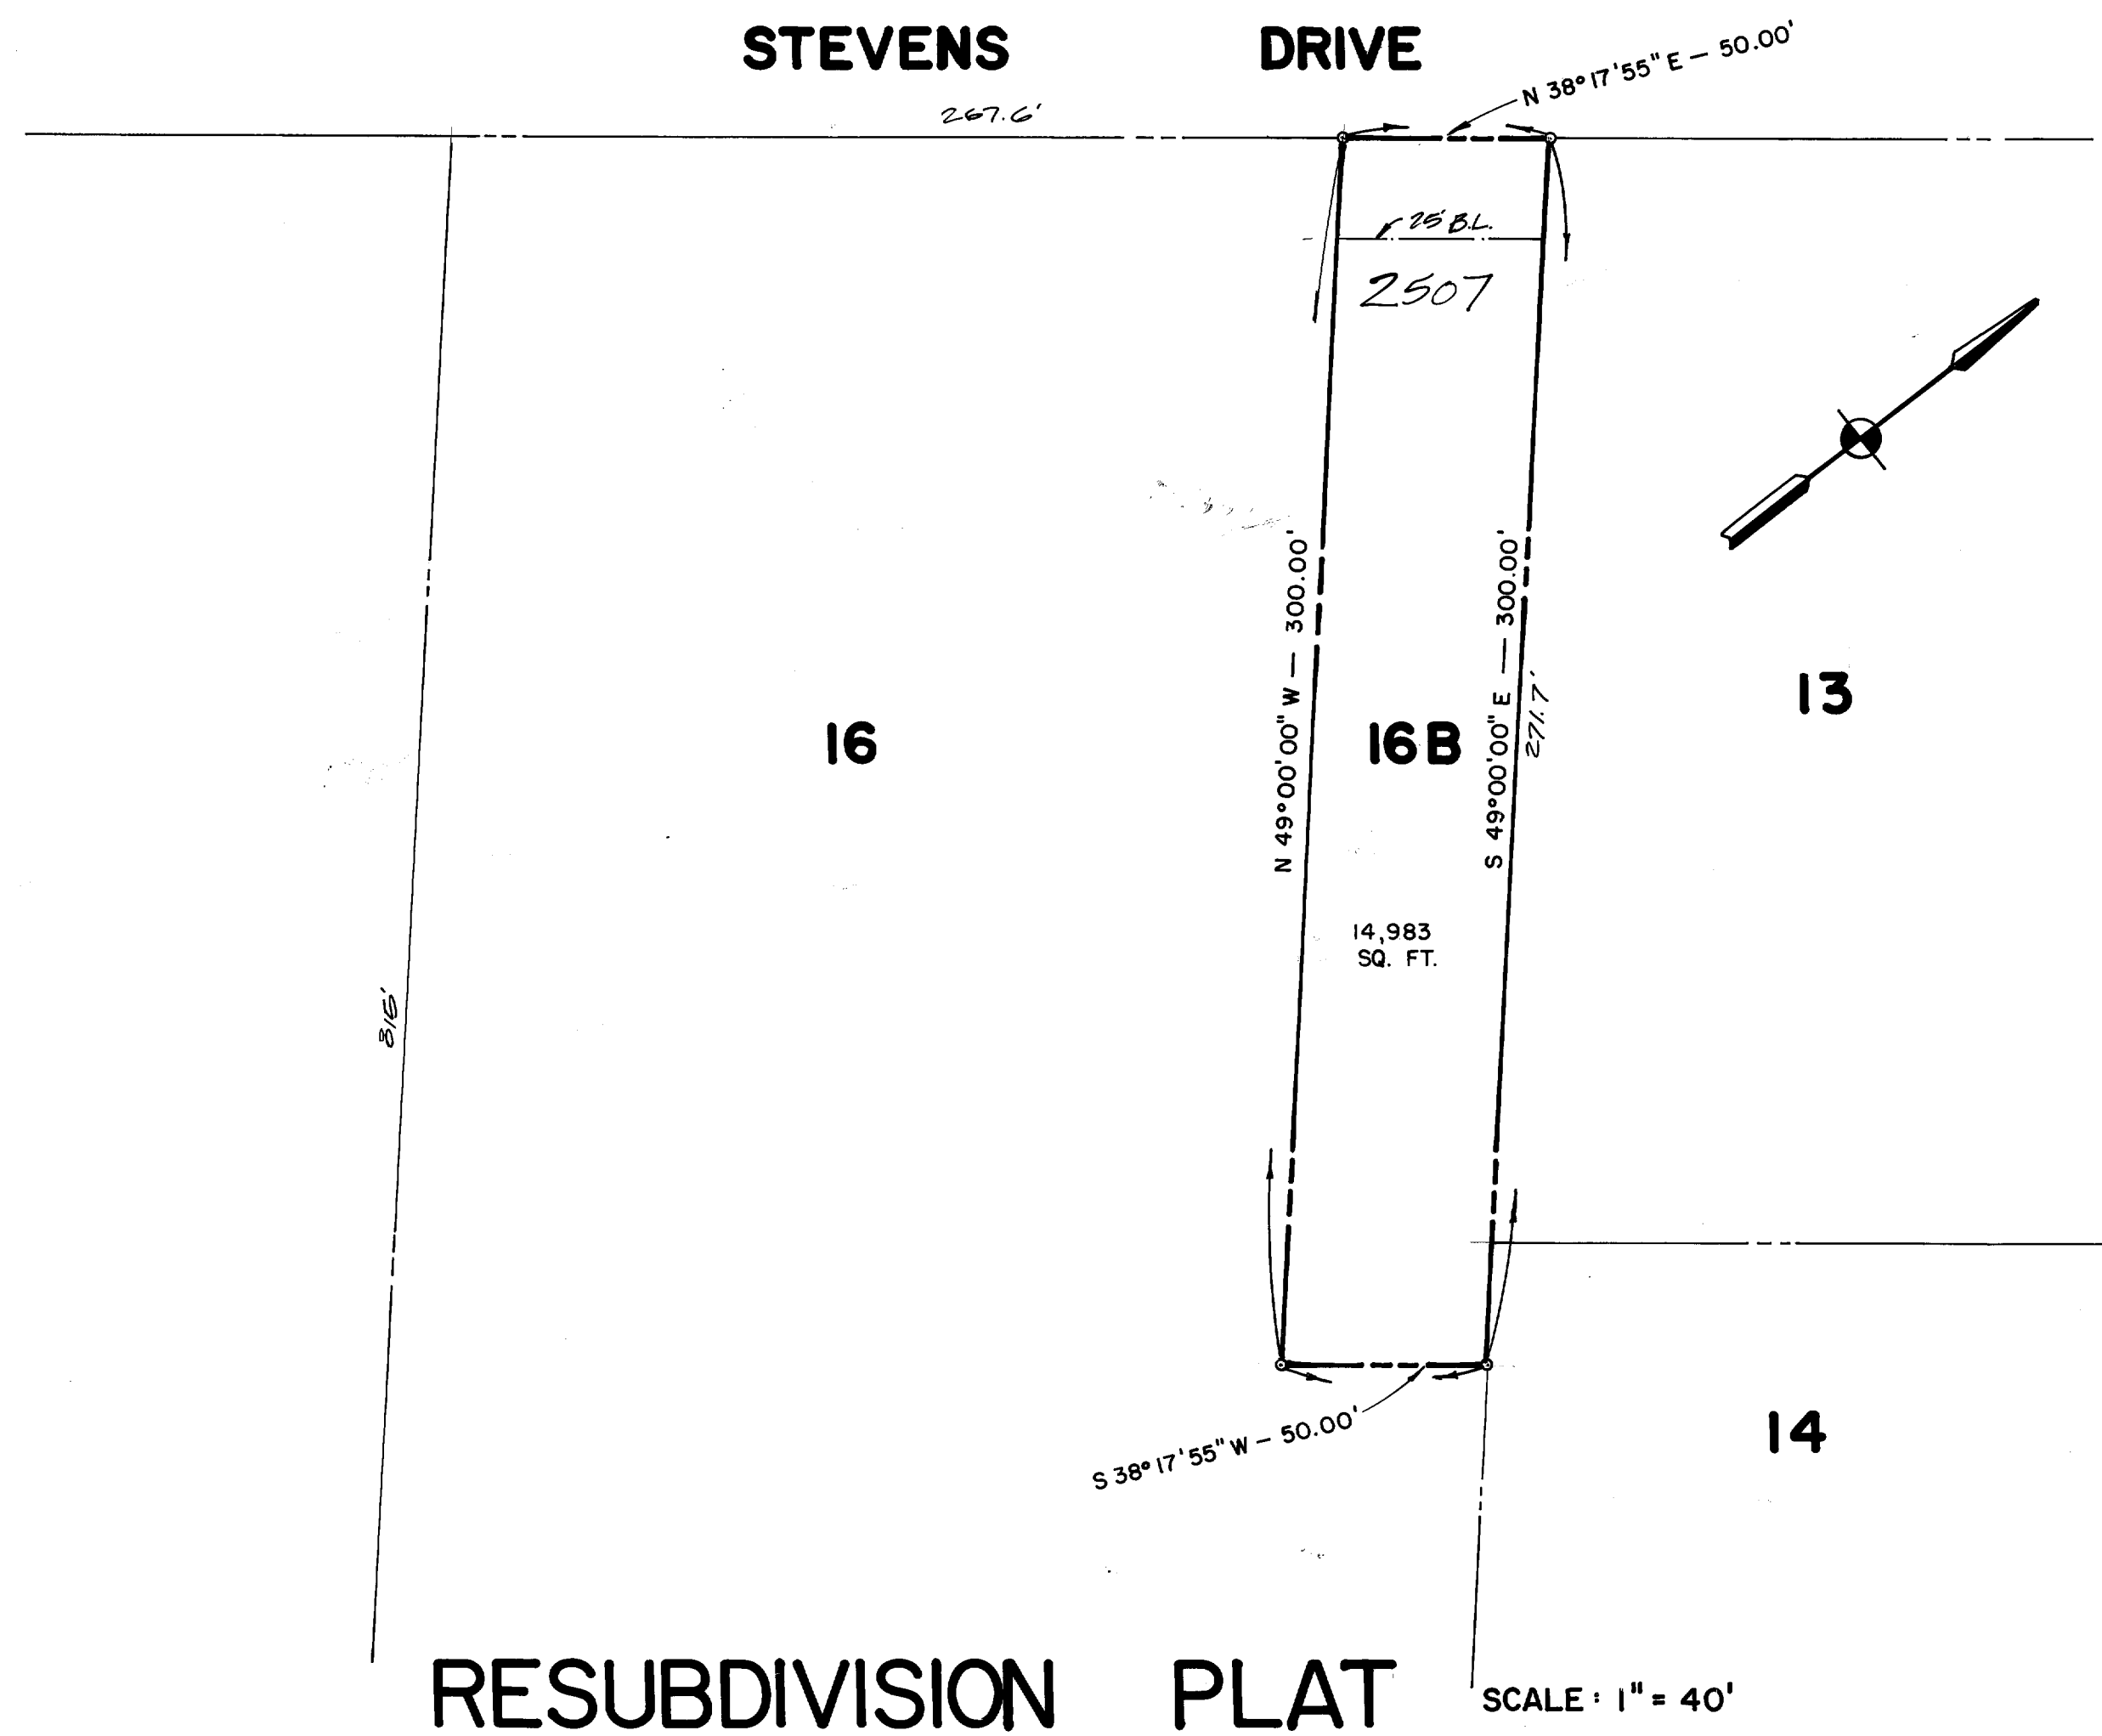 STEVENS DRIVE
N 38°17'55" E — 50.00'
267.6'
25' B.L.
2507
N 49°00'00" W — 300.00'
S 49°00'00" E — 300.00'
271.7'
13
16
16B
14,983
SQ. FT.
316'
14
S 38°17'55" W — 50.00'
RESUBDIVISION PLAT
SCALE: 1" = 40'